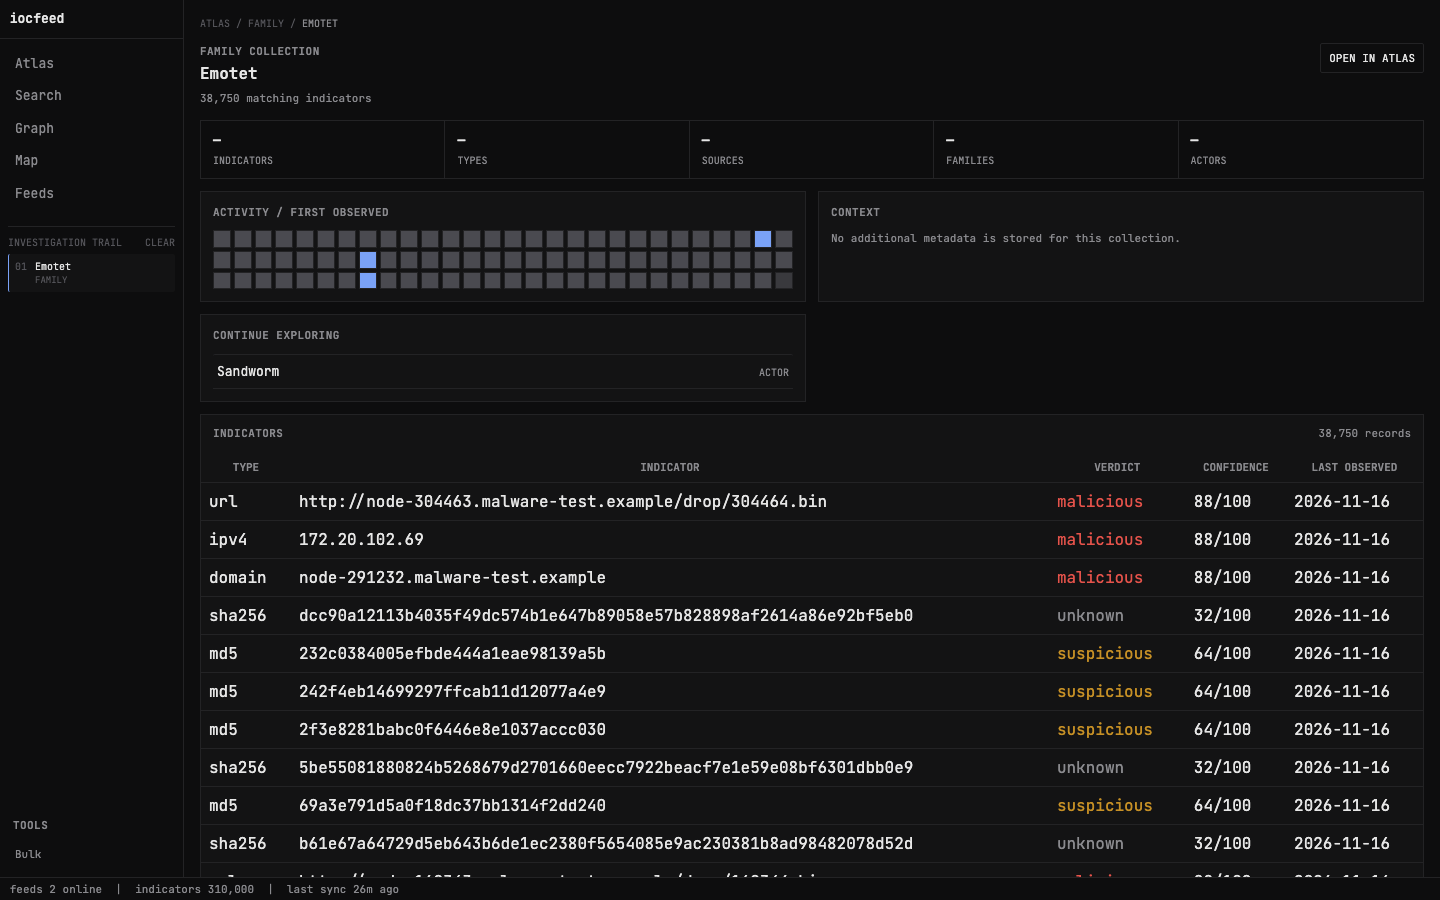 iocfeed
Atlas
Search
Graph
Map
Feeds
INVESTIGATION TRAIL CLEAR
01 Emotet
FAMILY
TOOLS
Bulk
ATLAS / FAMILY / EMOTET
FAMILY COLLECTION
Emotet
38,750 matching indicators
OPEN IN ATLAS
— — — — —
INDICATORS TYPES SOURCES FAMILIES ACTORS
ACTIVITY / FIRST OBSERVED
CONTEXT
No additional metadata is stored for this collection.
CONTINUE EXPLORING
Sandworm ACTOR
INDICATORS 38,750 records
TYPE INDICATOR VERDICT CONFIDENCE LAST OBSERVED
url http://node-304463.malware-test.example/drop/304464.bin malicious 88/100 2026-11-16
ipv4 172.20.102.69 malicious 88/100 2026-11-16
domain node-291232.malware-test.example malicious 88/100 2026-11-16
sha256 dcc90a12113b4035f49dc574b1e647b89058e57b828898af2614a86e92bf5eb0 unknown 32/100 2026-11-16
md5 232c0384005efbde444a1eae98139a5b suspicious 64/100 2026-11-16
md5 242f4eb14699297ffcab11d12077a4e9 suspicious 64/100 2026-11-16
md5 2f3e8281babc0f6446e8e1037accc030 suspicious 64/100 2026-11-16
sha256 5be55081880824b5268679d2701660eecc7922beacf7e1e59e08bf6301dbb0e9 unknown 32/100 2026-11-16
md5 69a3e791d5a0f18dc37bb1314f2dd240 suspicious 64/100 2026-11-16
sha256 b61e67a64729d5eb643b6de1ec2380f5654085e9ac230381b8ad98482078d52d unknown 32/100 2026-11-16
feeds 2 online | indicators 310,000 | last sync 26m ago